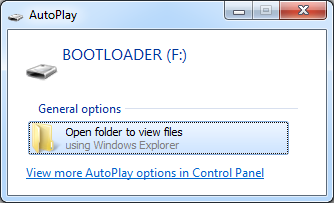 AutoPlay
BOOTLOADER (F:)
General options
Open folder to view files
using Windows Explorer
View more AutoPlay options in Control Panel